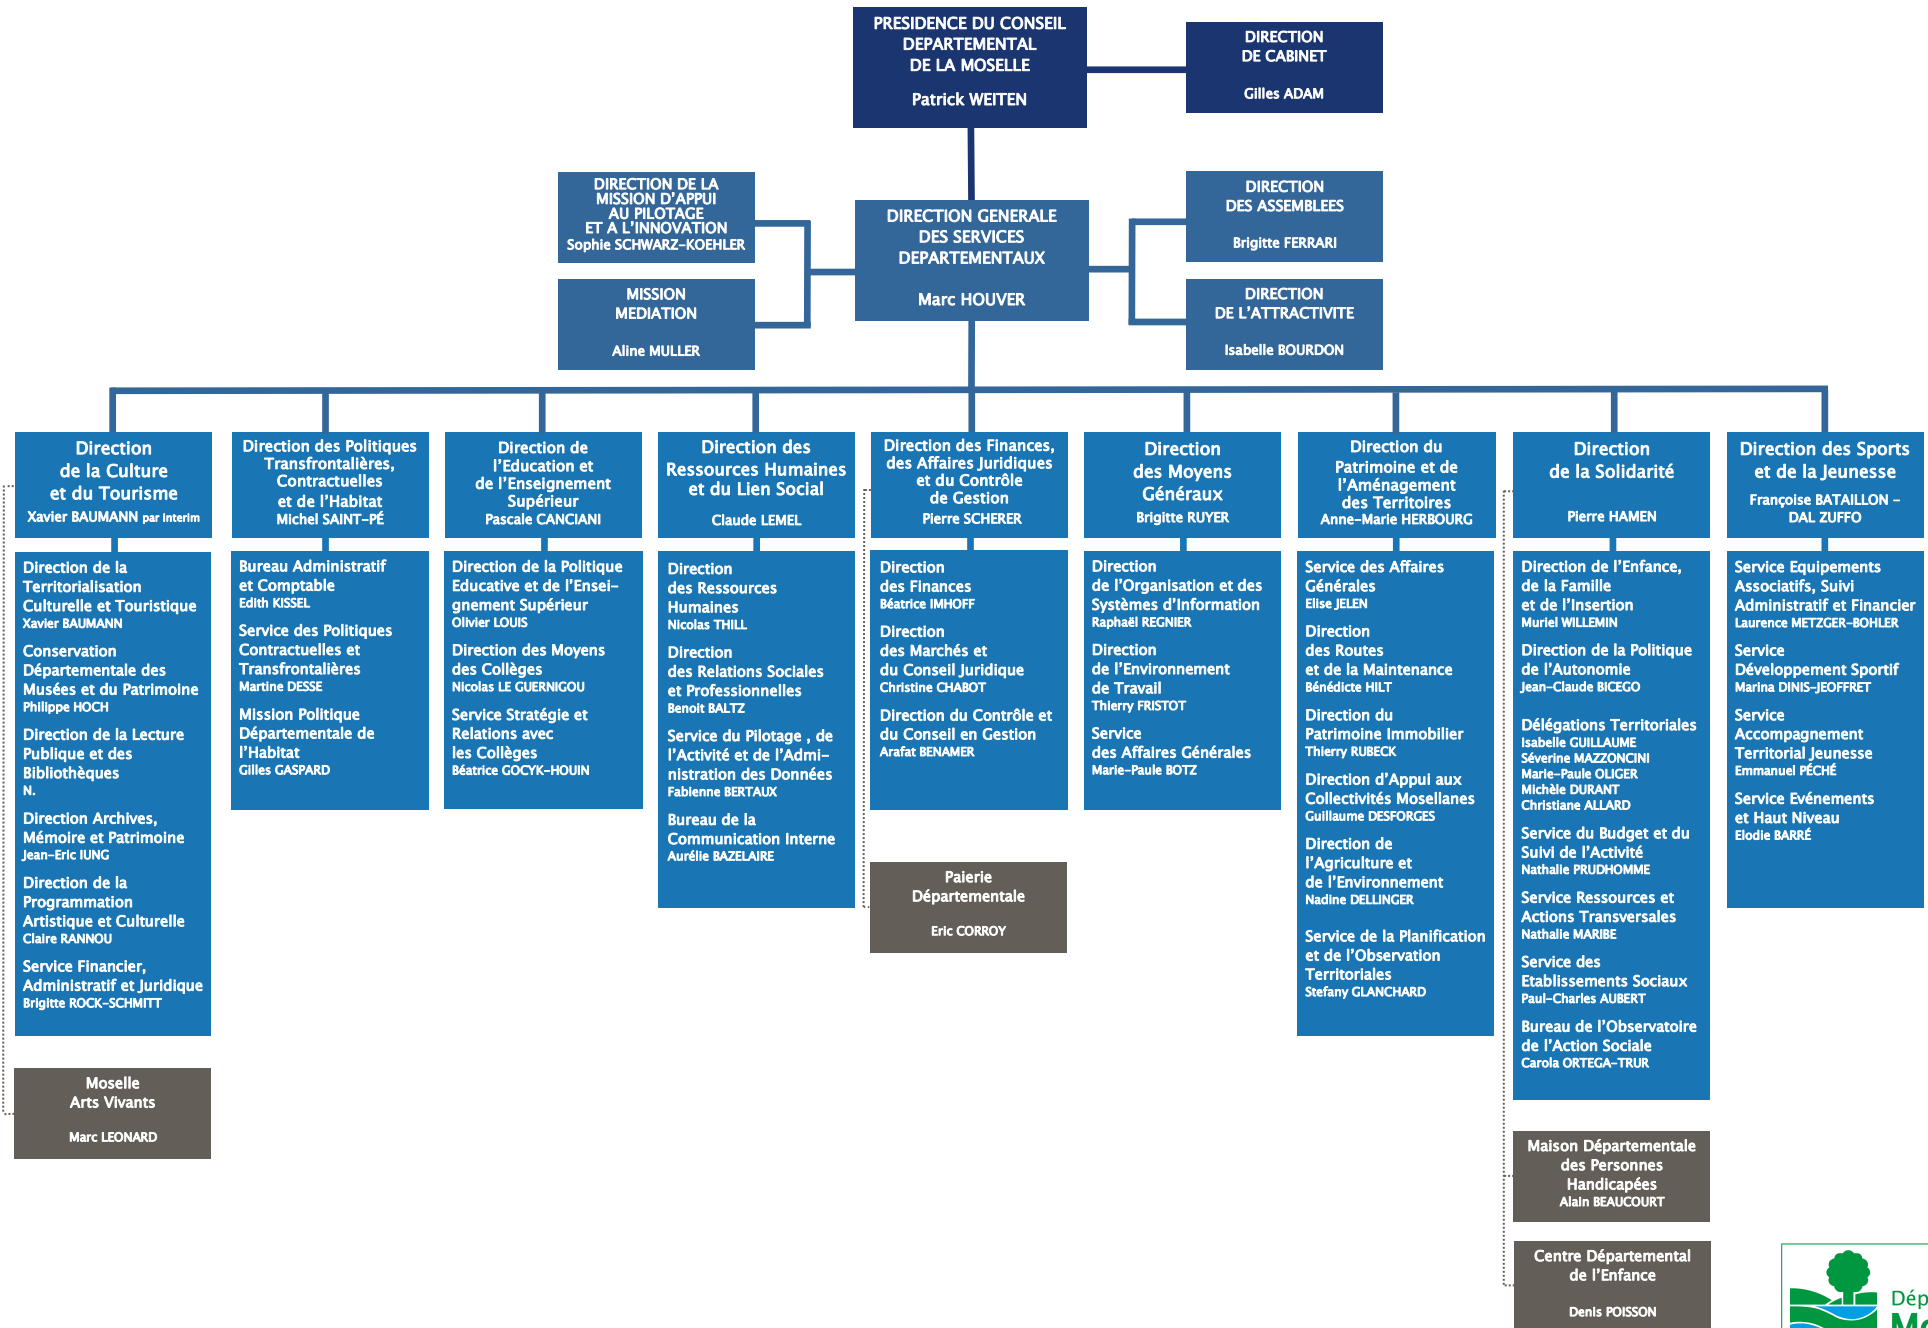 PRESIDENCE DU CONSEIL
DEPARTEMENTAL
DE LA MOSELLE
Patrick WEITEN
DIRECTION
DE CABINET
Gilles ADAM
DIRECTION DE LA
MISSION D'APPUI
AU PILOTAGE
ET A L'INNOVATION
Sophie SCHWARZ-KOEHLER
MISSION
MEDIATION
Aline MULLER
DIRECTION GENERALE
DES SERVICES
DEPARTEMENTAUX
Marc HOUVER
DIRECTION
DES ASSEMBLEES
Brigitte FERRARI
DIRECTION
DE L'ATTRACTIVITE
Isabelle BOURDON
Direction
de la Culture
et du Tourisme
Xavier BAUMANN par interim
Direction de la
Territorialisation
Culturelle et Touristique
Xavier BAUMANN
Conservation
Départementale des
Musées et du Patrimoine
Philippe HOCH
Direction de la Lecture
Publique et des
Bibliothèques
N.
Direction Archives,
Mémoire et Patrimoine
Jean-Eric IUNG
Direction de la
Programmation
Artistique et Culturelle
Claire RANNOU
Service Financier,
Administratif et Juridique
Brigitte ROCK-SCHMITT
Moselle
Arts Vivants
Marc LEONARD
Direction des Politiques
Transfrontalières,
Contractuelles
et de l'Habitat
Michel SAINT-PÉ
Bureau Administratif
et Comptable
Edith KISSEL
Service des Politiques
Contractuelles et
Transfrontalières
Martine DESSE
Mission Politique
Départementale de
l'Habitat
Gilles GASPARD
Direction de
l'Education et
de l'Enseignement
Supérieur
Pascale CANCIANI
Direction de la Politique
Educative et de l'Ensei-
gnement Supérieur
Olivier LOUIS
Direction des Moyens
des Collèges
Nicolas LE GUERNIGOU
Service Stratégie et
Relations avec
les Collèges
Béatrice GOCYK-HOUIN
Direction des
Ressources Humaines
et du Lien Social
Claude LEMEL
Direction
des Ressources
Humaines
Nicolas THILL
Direction
des Relations Sociales
et Professionnelles
Benoit BALTZ
Service du Pilotage , de
l'Activité et de l'Admi-
nistration des Données
Fabienne BERTAUX
Bureau de la
Communication Interne
Aurélie BAZELAIRE
Direction des Finances,
des Affaires Juridiques
et du Contrôle
de Gestion
Pierre SCHERER
Direction
des Finances
Béatrice IMHOFF
Direction
des Marchés et
du Conseil Juridique
Christine CHABOT
Direction du Contrôle et
du Conseil en Gestion
Arafat BENAMER
Paierie
Départementale
Eric CORROY
Direction
des Moyens
Généraux
Brigitte RUYER
Direction
de l'Organisation et des
Systèmes d'Information
Raphaël REGNIER
Direction
de l'Environnement
de Travail
Thierry FRISTOT
Service
des Affaires Générales
Marie-Paule BOTZ
Direction du
Patrimoine et de
l'Aménagement
des Territoires
Anne-Marie HERBOURG
Service des Affaires
Générales
Elise JELEN
Direction
des Routes
et de la Maintenance
Bénédicte HILT
Direction du
Patrimoine Immobilier
Thierry RUBECK
Direction d'Appui aux
Collectivités Mosellanes
Guillaume DESFORGES
Direction de
l'Agriculture et
de l'Environnement
Nadine DELLINGER
Service de la Planification
et de l'Observation
Territoriales
Stefany GLANCHARD
Direction
de la Solidarité
Pierre HAMEN
Direction de l'Enfance,
de la Famille
et de l'Insertion
Muriel WILLEMIN
Direction de la Politique
de l'Autonomie
Jean-Claude BICEGO
Délégations Territoriales
Isabelle GUILLAUME
Séverine MAZZONCINI
Marie-Paule OLIGER
Michèle DURANT
Christiane ALLARD
Service du Budget et du
Suivi de l'Activité
Nathalie PRUDHOMME
Service Ressources et
Actions Transversales
Nathalie MARIBE
Service des
Etablissements Sociaux
Paul-Charles AUBERT
Bureau de l'Observatoire
de l'Action Sociale
Carola ORTEGA-TRUR
Maison Départementale
des Personnes
Handicapées
Alain BEAUCOURT
Centre Départemental
de l'Enfance
Denis POISSON
Direction des Sports
et de la Jeunesse
Françoise BATAILLON -
DAL ZUFFO
Service Equipements
Associatifs, Suivi
Administratif et Financier
Laurence METZGER-BOHLER
Service
Développement Sportif
Marina DINIS-JEOFFRET
Service
Accompagnement
Territorial Jeunesse
Emmanuel PÉCHÉ
Service Evénements
et Haut Niveau
Elodie BARRÉ
Dép